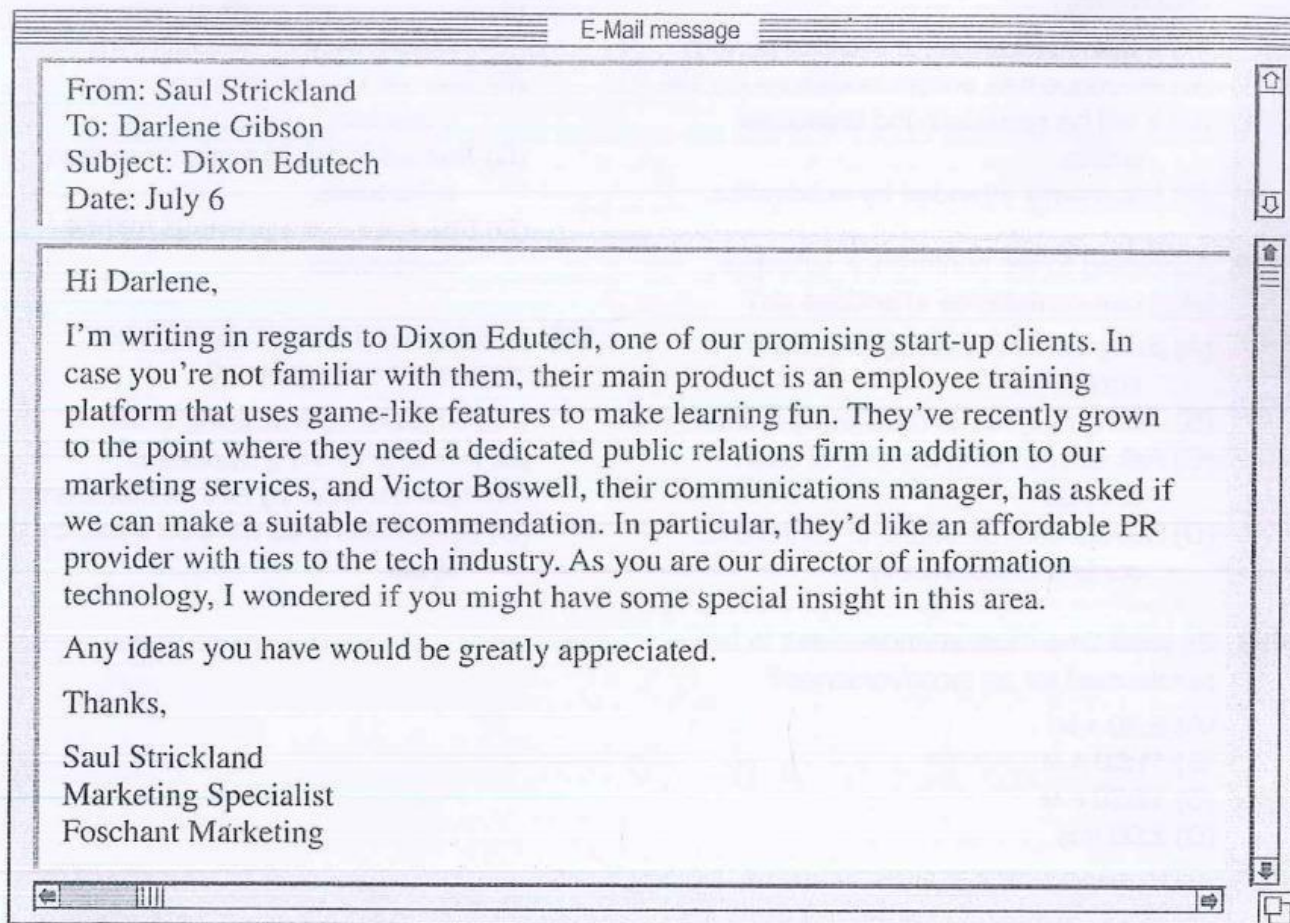 E-Mail message
From: Saul Strickland
To: Darlene Gibson
Subject: Dixon Edutech
Date: July 6
Hi Darlene,
I'm writing in regards to Dixon Edutech, one of our promising start-up clients. In
case you're not familiar with them, their main product is an employee training
platform that uses game-like features to make learning fun. They've recently grown
to the point where they need a dedicated public relations firm in addition to our
marketing services, and Victor Boswell, their communications manager, has asked if
we can make a suitable recommendation. In particular, they'd like an affordable PR
provider with ties to the tech industry. As you are our director of information
technology, I wondered if you might have some special insight in this area.
Any ideas you have would be greatly appreciated.
Thanks,
Saul Strickland
Marketing Specialist
Foschant Marketing